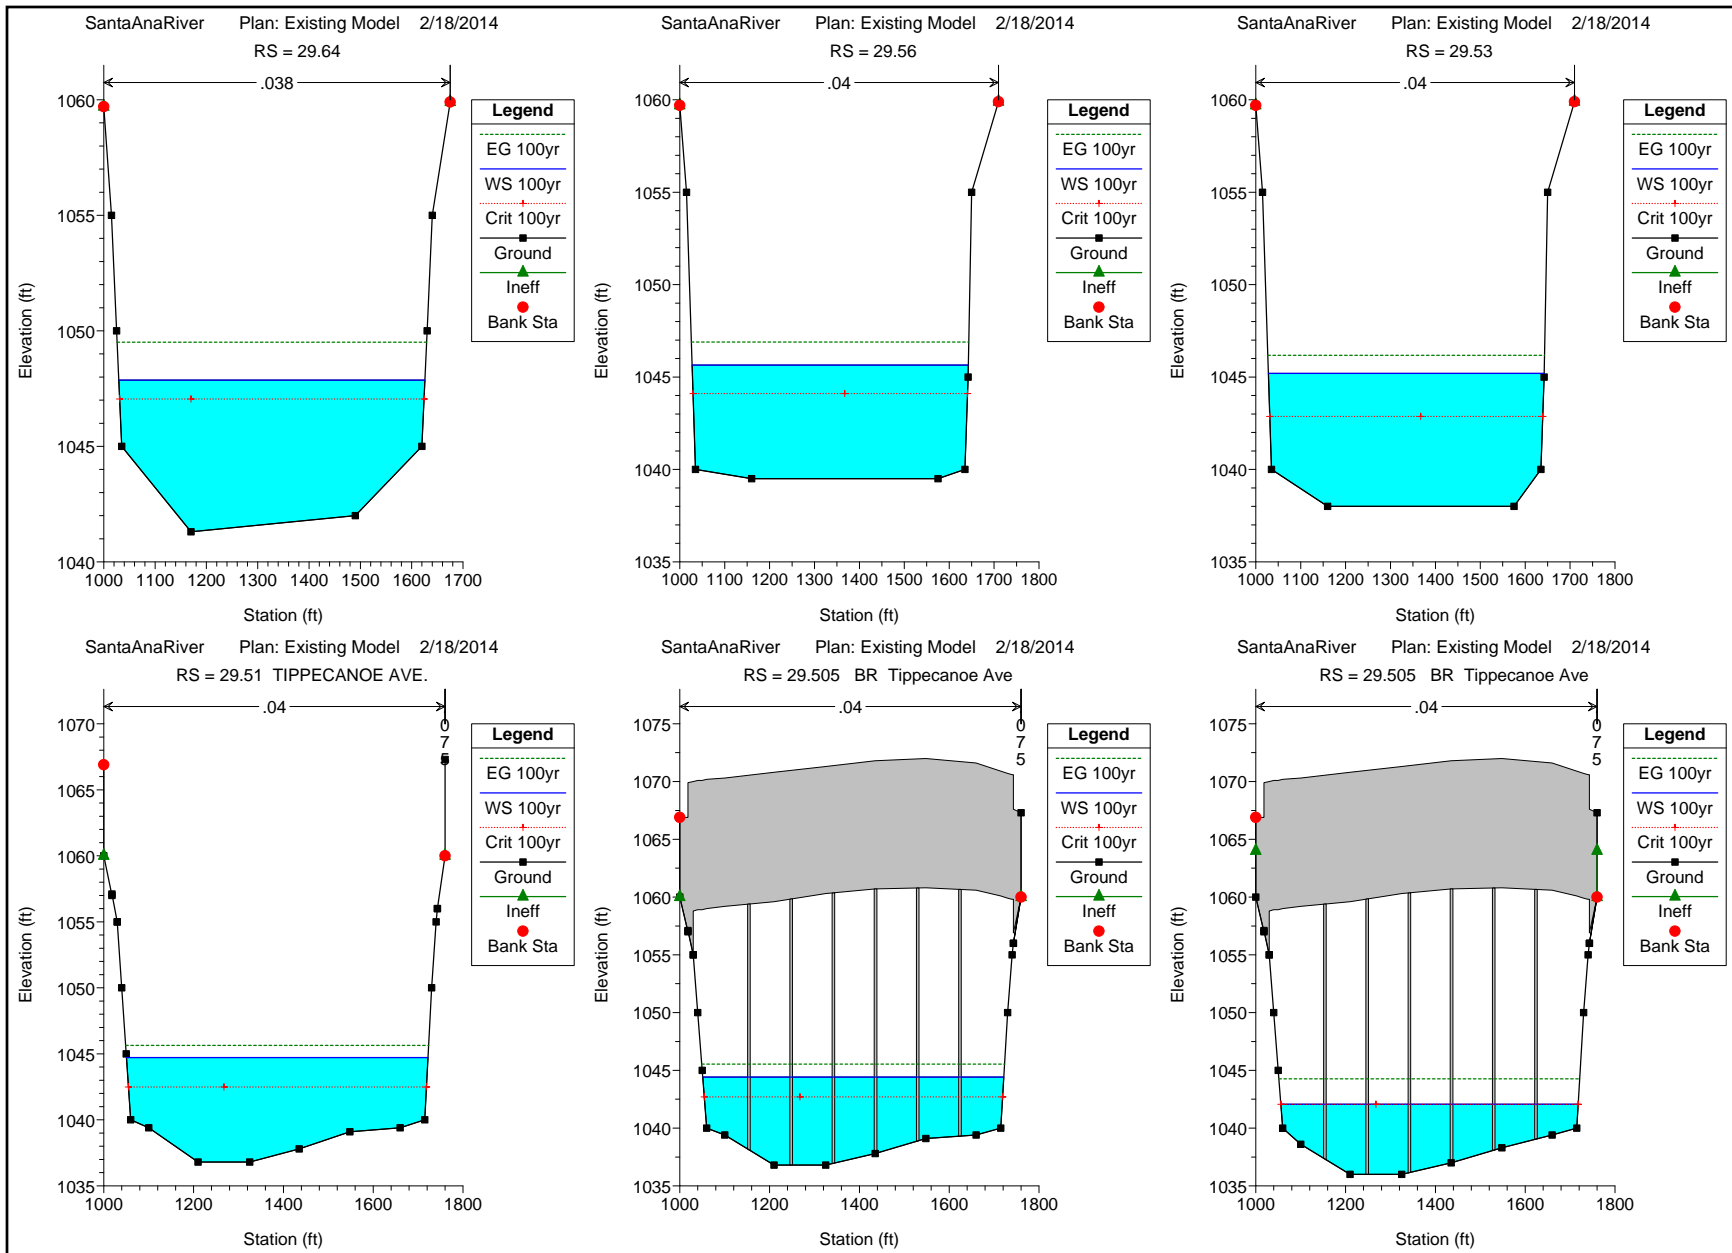 SantaAnaRiver Plan: Existing Model 2/18/2014
RS = 29.64
.038
1060
1055
1050
1045
1040
Elevation (ft)
1000 1100 1200 1300 1400 1500 1600 1700
Station (ft)
Legend
EG 100yr
WS 100yr
Crit 100yr
Ground
Ineff
Bank Sta
SantaAnaRiver Plan: Existing Model 2/18/2014
RS = 29.56
.04
1060
1055
1050
1045
1040
1035
Elevation (ft)
1000 1100 1200 1300 1400 1500 1600 1700 1800
Station (ft)
Legend
EG 100yr
WS 100yr
Crit 100yr
Ground
Ineff
Bank Sta
SantaAnaRiver Plan: Existing Model 2/18/2014
RS = 29.53
.04
1060
1055
1050
1045
1040
1035
Elevation (ft)
1000 1100 1200 1300 1400 1500 1600 1700 1800
Station (ft)
Legend
EG 100yr
WS 100yr
Crit 100yr
Ground
Ineff
Bank Sta
SantaAnaRiver Plan: Existing Model 2/18/2014
RS = 29.51 TIPPECANOE AVE.
.04
0
7
5
1070
1065
1060
1055
1050
1045
1040
1035
Elevation (ft)
1000 1200 1400 1600 1800
Station (ft)
Legend
EG 100yr
WS 100yr
Crit 100yr
Ground
Ineff
Bank Sta
SantaAnaRiver Plan: Existing Model 2/18/2014
RS = 29.505 BR Tippecanoe Ave
.04
0
7
5
1075
1070
1065
1060
1055
1050
1045
1040
1035
Elevation (ft)
1000 1200 1400 1600 1800
Station (ft)
Legend
EG 100yr
WS 100yr
Crit 100yr
Ground
Ineff
Bank Sta
SantaAnaRiver Plan: Existing Model 2/18/2014
RS = 29.505 BR Tippecanoe Ave
.04
0
7
5
1075
1070
1065
1060
1055
1050
1045
1040
1035
Elevation (ft)
1000 1200 1400 1600 1800
Station (ft)
Legend
EG 100yr
WS 100yr
Crit 100yr
Ground
Ineff
Bank Sta